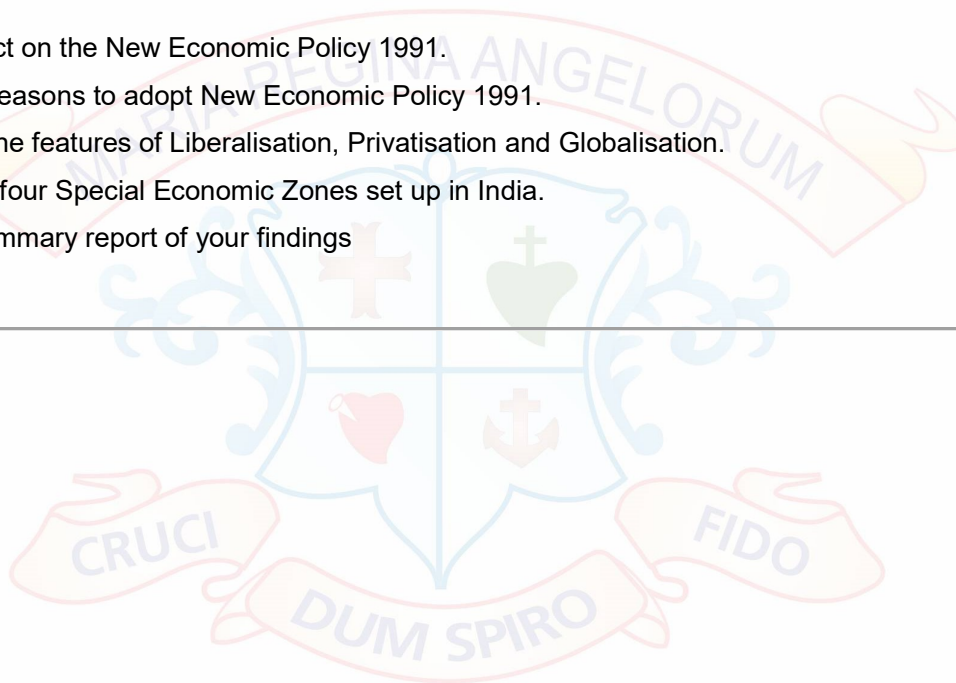 ct on the New Economic Policy 1991.
easons to adopt New Economic Policy 1991.
he features of Liberalisation, Privatisation and Globalisation.
four Special Economic Zones set up in India.
mmary report of your findings
MARIA REGINA ANGELORUM
CRUCI
FIDO
DUM SPIRO